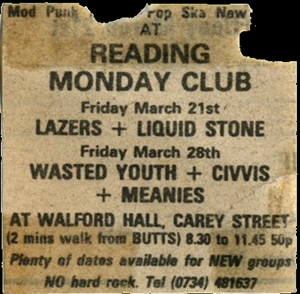 Mod Punk Pop Ska New
AT
READING
MONDAY CLUB
Friday March 21st
LAZERS + LIQUID STONE
Friday March 28th
WASTED YOUTH + CIVVIS
+ MEANIES
AT WALFORD HALL, CAREY STREET
(2 mins walk from BUTTS) 8.30 to 11.45 50p
Plenty of dates available for NEW groups
NO hard rock. Tel (0734) 481637